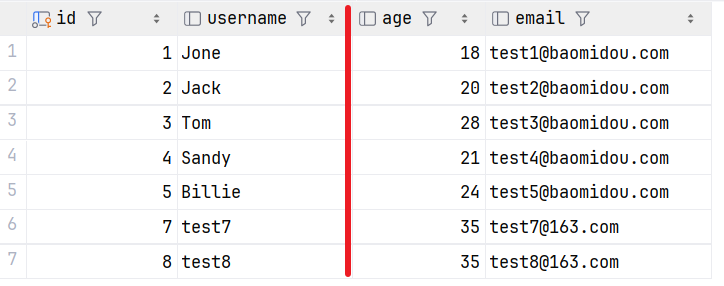 id username age email
1 1 Jone 18 test1@baomidou.com
2 2 Jack 20 test2@baomidou.com
3 3 Tom 28 test3@baomidou.com
4 4 Sandy 21 test4@baomidou.com
5 5 Billie 24 test5@baomidou.com
6 7 test7 35 test7@163.com
7 8 test8 35 test8@163.com